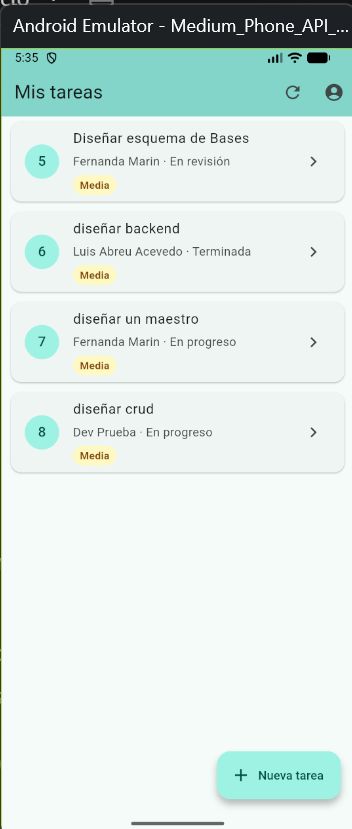 Android Emulator - Medium_Phone_API_...
5:35
Mis tareas
Diseñar esquema de Bases
5
Fernanda Marin · En revisión
Media
diseñar backend
6
Luis Abreu Acevedo · Terminada
Media
diseñar un maestro
7
Fernanda Marin · En progreso
Media
diseñar crud
8
Dev Prueba · En progreso
Media
+ Nueva tarea